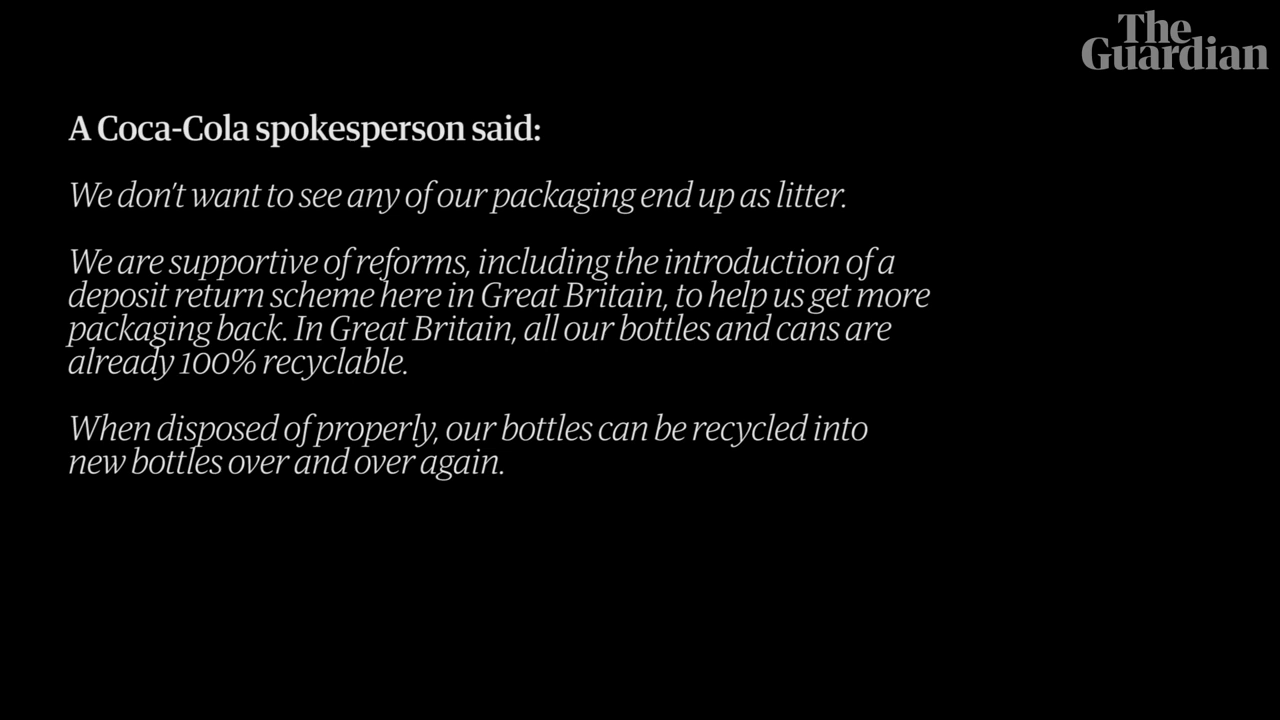 The
Guardian
A Coca-Cola spokesperson said:
We don't want to see any of our packaging end up as litter.
We are supportive of reforms, including the introduction of a
deposit return scheme here in Great Britain, to help us get more
packaging back. In Great Britain, all our bottles and cans are
already 100% recyclable.
When disposed of properly, our bottles can be recycled into
new bottles over and over again.